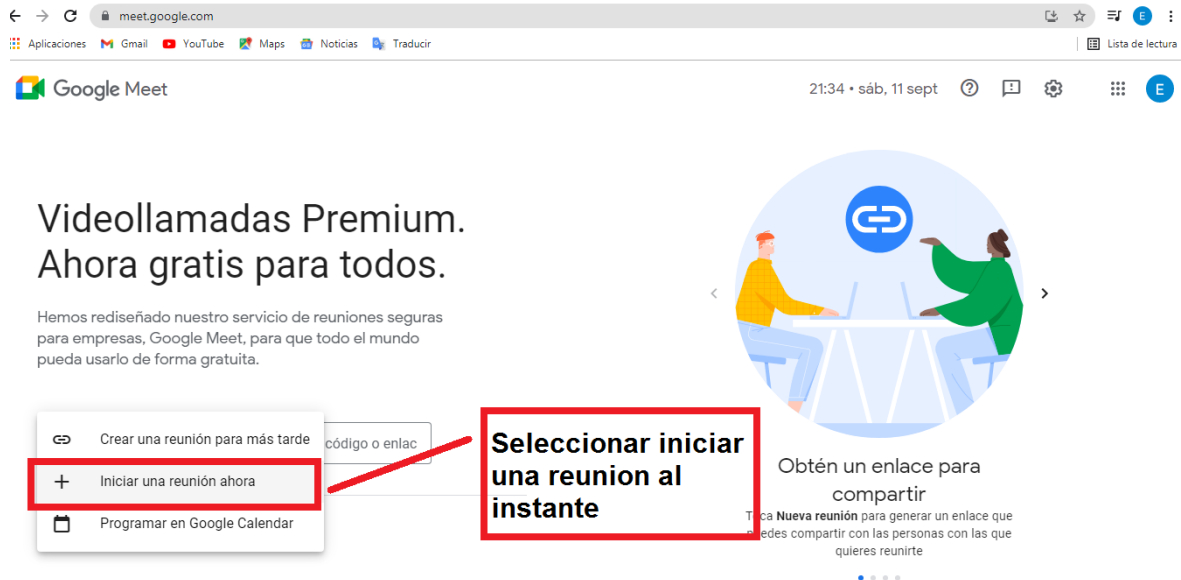 meet.google.com
E
Aplicaciones
Gmail
YouTube
Maps
Noticias
Traducir
Lista de lectura
Google Meet
21:34 • sáb, 11 sept
E
Videollamadas Premium.
Ahora gratis para todos.
Hemos rediseñado nuestro servicio de reuniones seguras
para empresas, Google Meet, para que todo el mundo
pueda usarlo de forma gratuita.
Crear una reunión para más tarde
código o enlac
Iniciar una reunión ahora
Programar en Google Calendar
Seleccionar iniciar
una reunion al
instante
Obtén un enlace para
compartir
Nueva reunión para generar un enlace que
compartir con las personas con las que
quieres reunirte